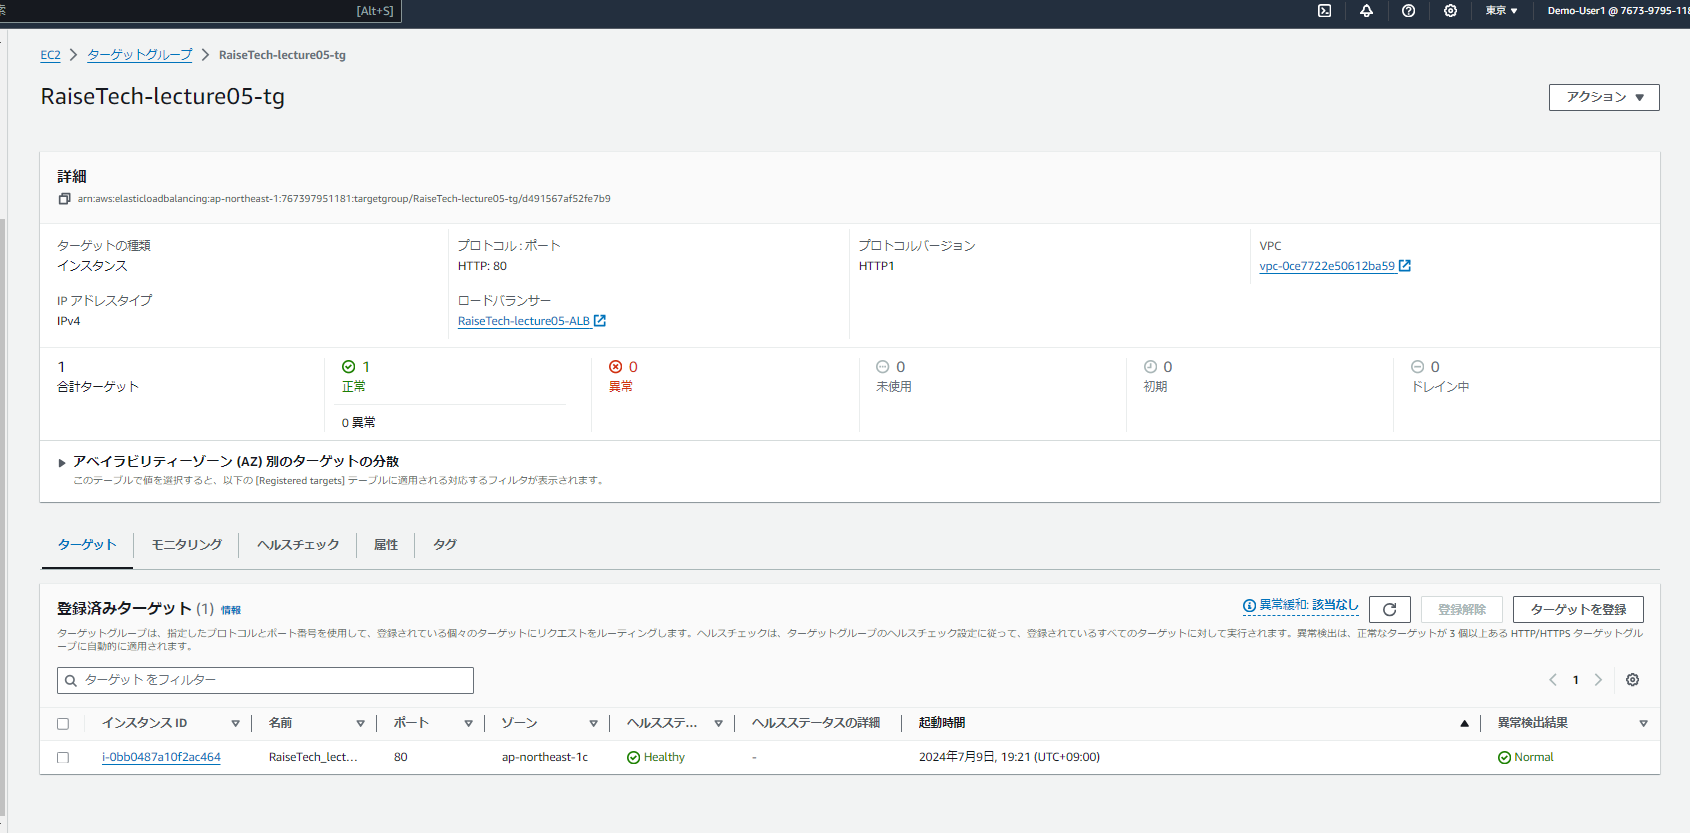 索 [Alt+S] 東京 ▼ Demo-User1 @ 7673-9795-118
EC2 > ターゲットグループ > RaiseTech-lecture05-tg
RaiseTech-lecture05-tg
アクション ▼
詳細
arn:aws:elasticloadbalancing:ap-northeast-1:767397951181:targetgroup/RaiseTech-lecture05-tg/d491567af52fe7b9
ターゲットの種類 プロトコル : ポート プロトコルバージョン VPC
インスタンス HTTP: 80 HTTP1 vpc-0ce7722e50612ba59
IP アドレスタイプ ロードバランサー
IPv4 RaiseTech-lecture05-ALB
1 1 0 0 0 0
合計ターゲット 正常 異常 未使用 初期 ドレイン中
0 異常
アベイラビリティーゾーン (AZ) 別のターゲットの分散
このテーブルで値を選択すると、以下の [Registered targets] テーブルに適用される対応するフィルタが表示されます。
ターゲット モニタリング ヘルスチェック 属性 タグ
登録済みターゲット (1) 情報 異常緩和: 該当なし 登録解除 ターゲットを登録
ターゲットグループは、指定したプロトコルとポート番号を使用して、登録されている個々のターゲットにリクエストをルーティングします。ヘルスチェックは、ターゲットグループのヘルスチェック設定に従って、登録されているすべてのターゲットに対して実行されます。異常検出は、正常なターゲットが 3 個以上ある HTTP/HTTPS ターゲットグル
ープに自動的に適用されます。
ターゲット をフィルター < 1 >
インスタンス ID 名前 ポート ゾーン ヘルスステ... ヘルスステータスの詳細 起動時間 異常検出結果
i-0bb0487a10f2ac464 RaiseTech_lect... 80 ap-northeast-1c Healthy - 2024年7月9日, 19:21 (UTC+09:00) Normal